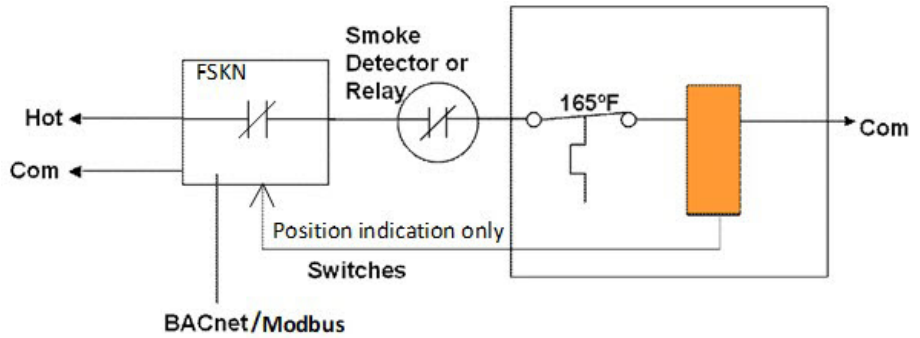 Smoke
Detector or
Relay
FSKN
165ºF
Hot
Com
Com
Position indication only
Switches
BACnet/Modbus